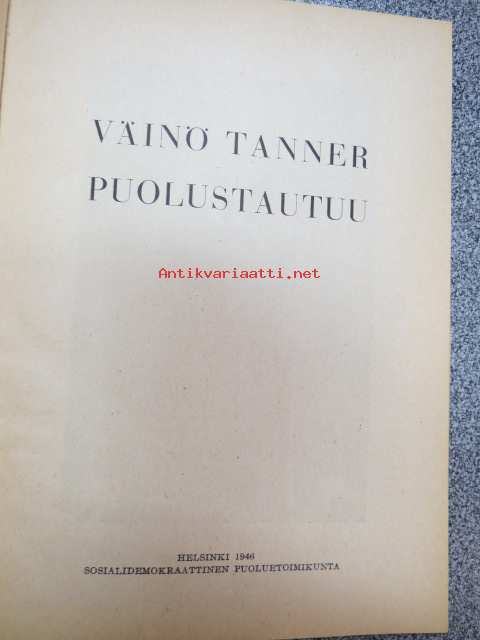 VÄINÖ TANNER
PUOLUSTAUTUU
Antikvariaatti.net
HELSINKI 1946
SOSIALIDEMOKRAATTINEN PUOLUETOIMIKUNTA